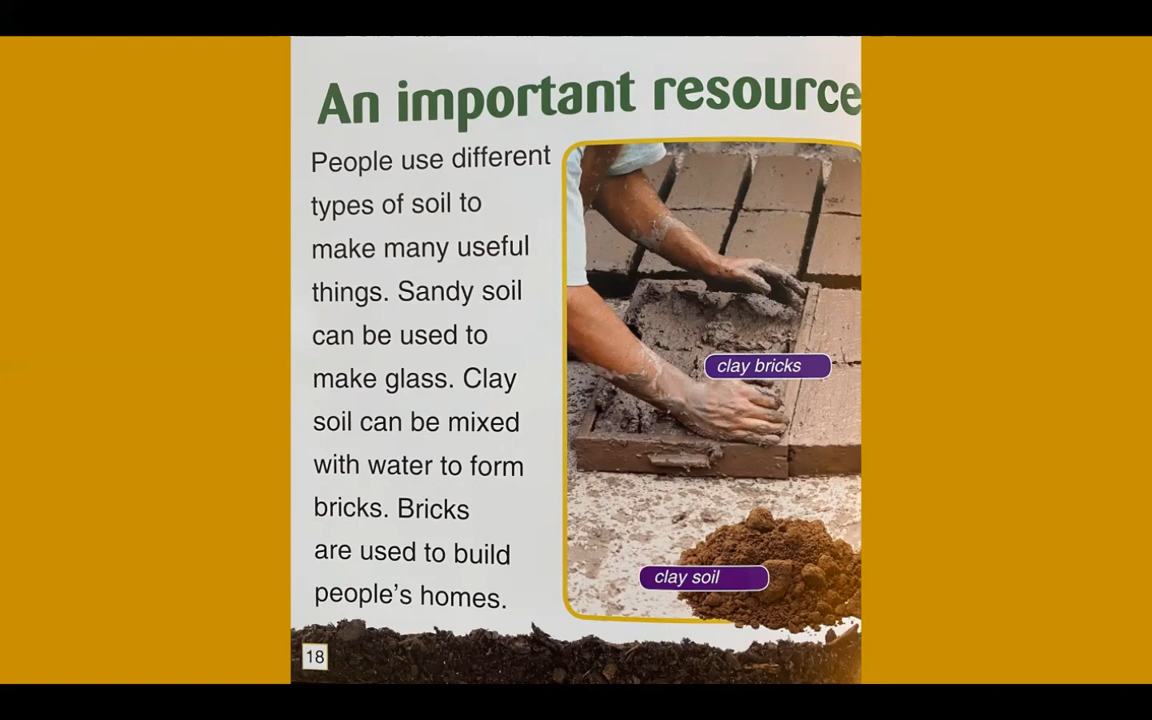 An important resource
People use different
types of soil to
make many useful
things. Sandy soil
can be used to
make glass. Clay
soil can be mixed
with water to form
bricks. Bricks
are used to build
people's homes.
clay bricks
clay soil
18